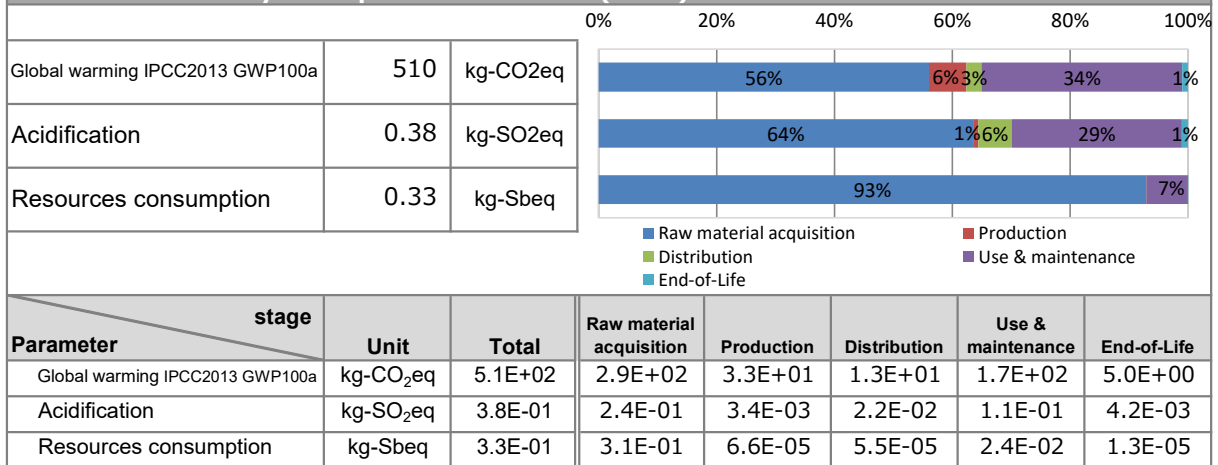 0% 20% 40% 60% 80% 100%
Global warming IPCC2013 GWP100a 510 kg-CO2eq 56% 6% 3% 34% 1%
Acidification 0.38 kg-SO2eq 64% 1% 6% 29% 1%
Resources consumption 0.33 kg-Sbeq 93% 7%
Raw material acquisition Production
Distribution Use & maintenance
End-of-Life
stage
Parameter Unit Total Raw material acquisition Production Distribution Use & maintenance End-of-Life
Global warming IPCC2013 GWP100a kg-CO₂eq 5.1E+02 2.9E+02 3.3E+01 1.3E+01 1.7E+02 5.0E+00
Acidification kg-SO₂eq 3.8E-01 2.4E-01 3.4E-03 2.2E-02 1.1E-01 4.2E-03
Resources consumption kg-Sbeq 3.3E-01 3.1E-01 6.6E-05 5.5E-05 2.4E-02 1.3E-05